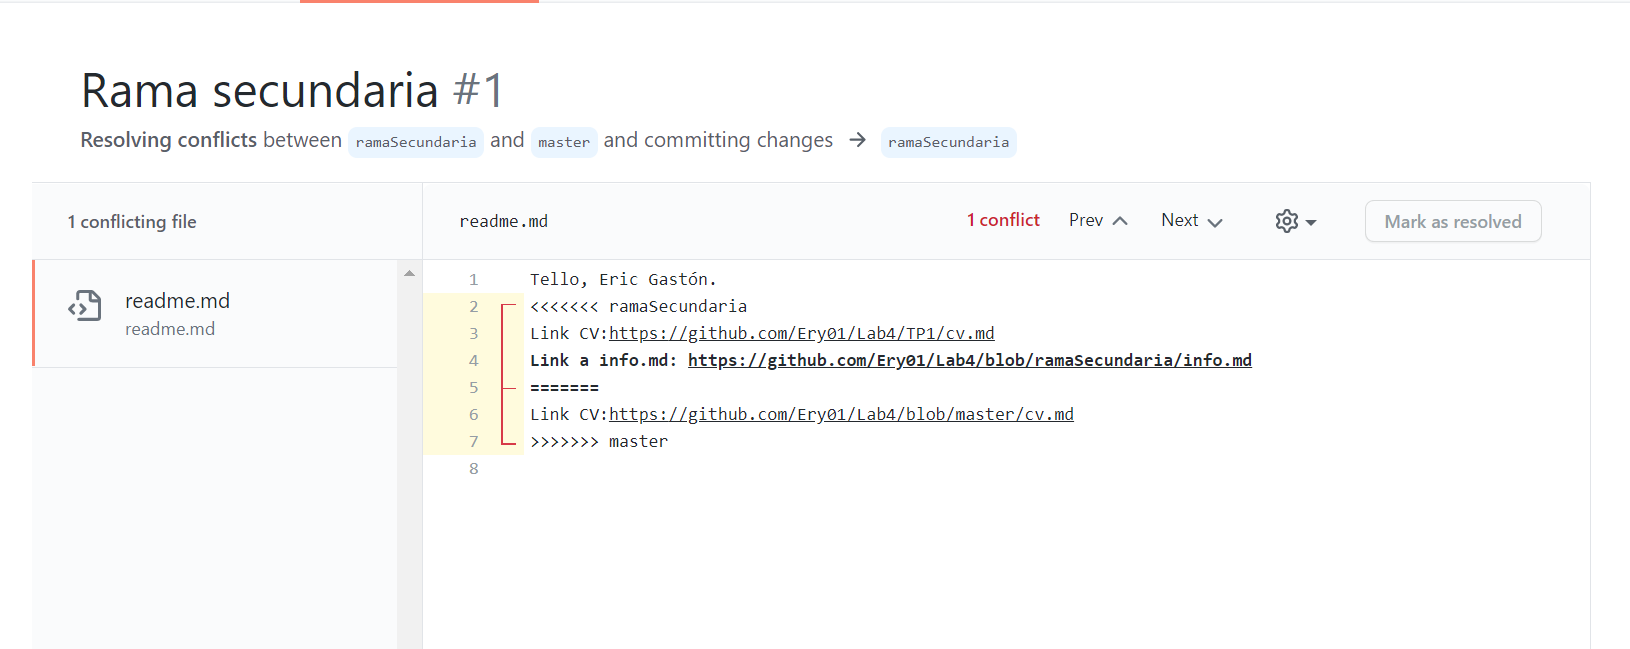 Rama secundaria #1
Resolving conflicts between ramaSecundaria and master and committing changes → ramaSecundaria
1 conflicting file
readme.md
1 conflict Prev Next
Mark as resolved
readme.md
readme.md
1 Tello, Eric Gastón.
2 <<<<<<< ramaSecundaria
3 Link CV:https://github.com/Ery01/Lab4/TP1/cv.md
4 Link a info.md: https://github.com/Ery01/Lab4/blob/ramaSecundaria/info.md
5 =======
6 Link CV:https://github.com/Ery01/Lab4/blob/master/cv.md
7 >>>>>>> master
8